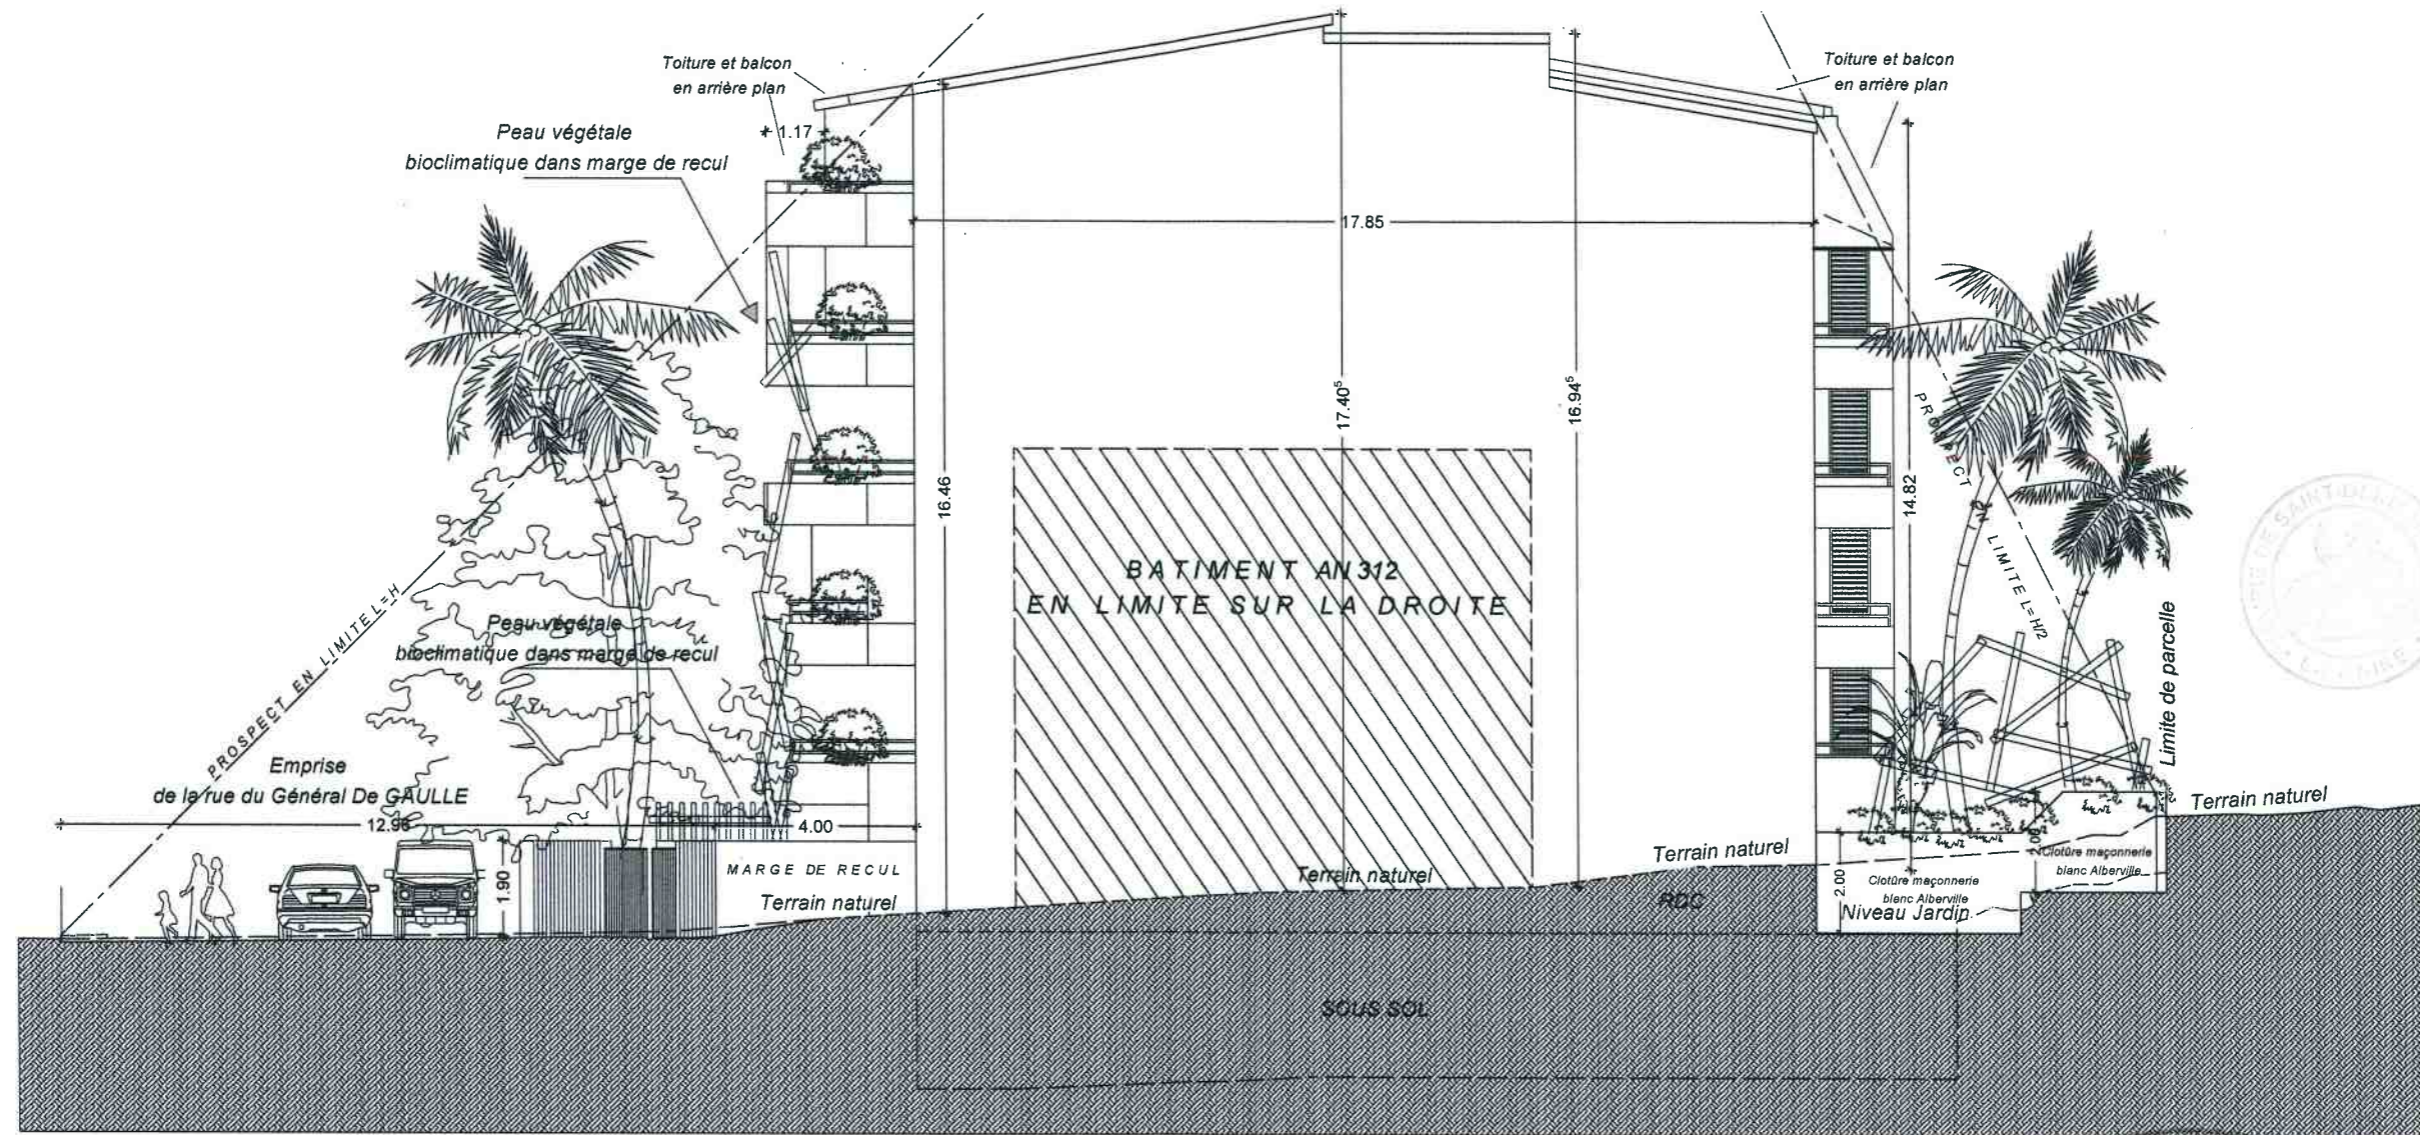 Toiture et balcon
en arrière plan
Toiture et balcon
en arrière plan
1.17
Peau végétale
bioclimatique dans marge de recul
17.85
17.40⁵
16.94⁵
16.46
14.82
PROSPECT LIMITE L=H/2
BATIMENT AN 312
EN LIMITE SUR LA DROITE
PROSPECT EN LIMITE L=H
Peau végétale
bioclimatique dans marge de recul
Limite de parcelle
Emprise
de la rue du Général De GAULLE
12.96
4.00
1.90
MARGE DE RECUL
Terrain naturel
Terrain naturel
Terrain naturel
Terrain naturel
RDC
2.00
2.00
Clotûre maçonnerie
blanc Alberville
Clotûre maçonnerie
blanc Alberville
Niveau Jardin
SOUS SOL